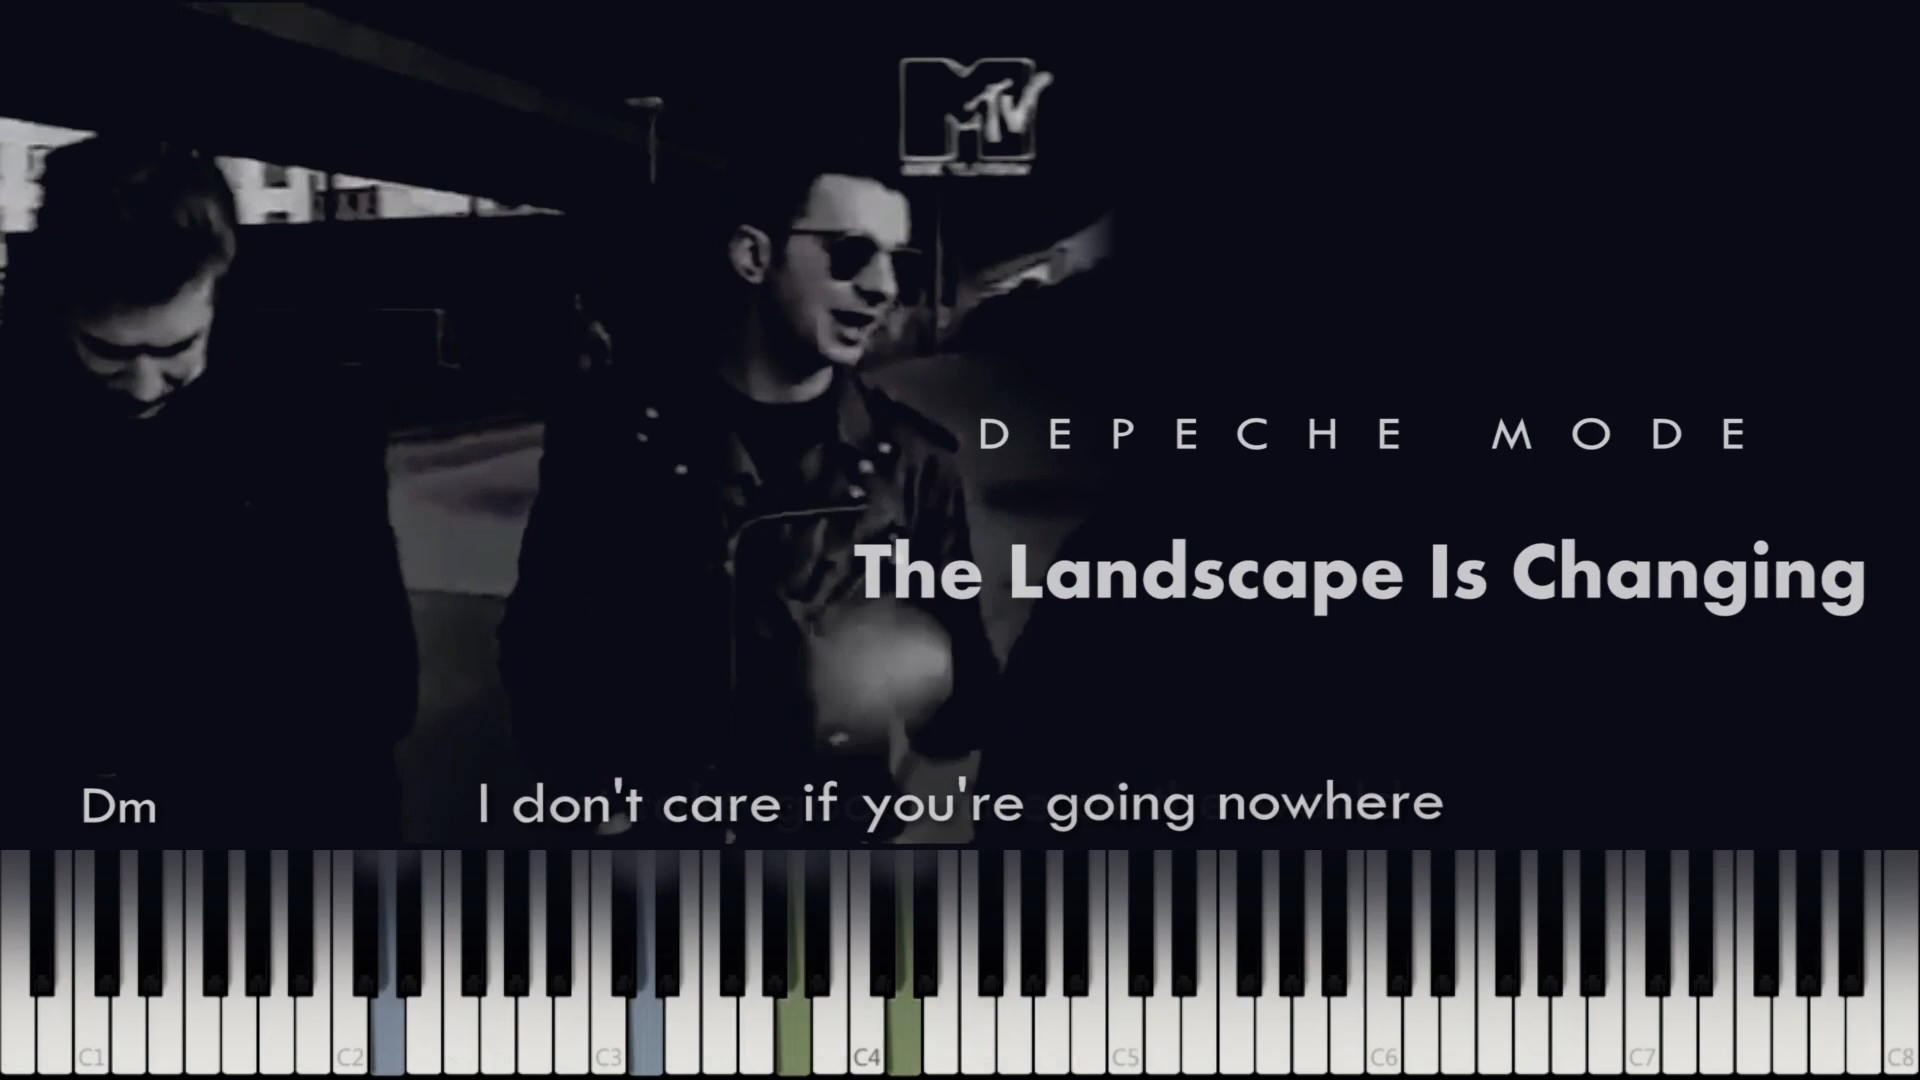 MTV
DEPECHE MODE
The Landscape Is Changing
Dm
I don't care if you're going nowhere
C1 C2 C3 C4 C5 C6 C7 C8